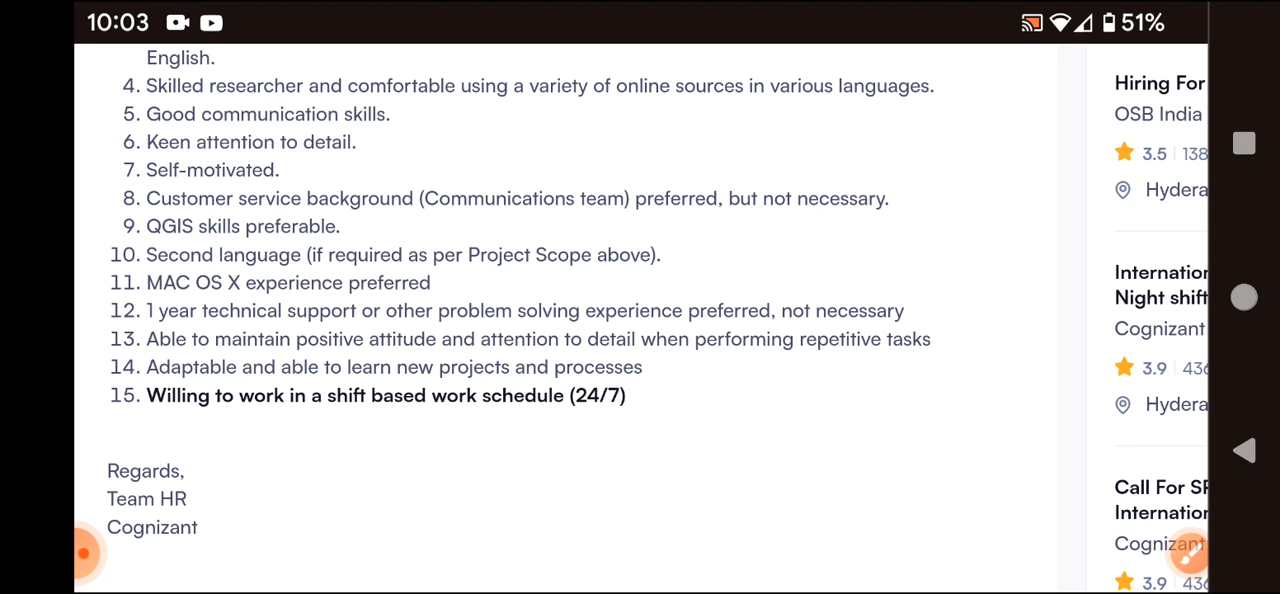 10:03
51%
English.
4. Skilled researcher and comfortable using a variety of online sources in various languages.
5. Good communication skills.
6. Keen attention to detail.
7. Self-motivated.
8. Customer service background (Communications team) preferred, but not necessary.
9. QGIS skills preferable.
10. Second language (if required as per Project Scope above).
11. MAC OS X experience preferred
12. 1 year technical support or other problem solving experience preferred, not necessary
13. Able to maintain positive attitude and attention to detail when performing repetitive tasks
14. Adaptable and able to learn new projects and processes
15. Willing to work in a shift based work schedule (24/7)
Regards,
Team HR
Cognizant
Hiring For
OSB India
3.5 | 138
Hydera
Internation
Night shift
Cognizant
3.9 | 436
Hydera
Call For SP
Internation
Cognizant
3.9 | 436